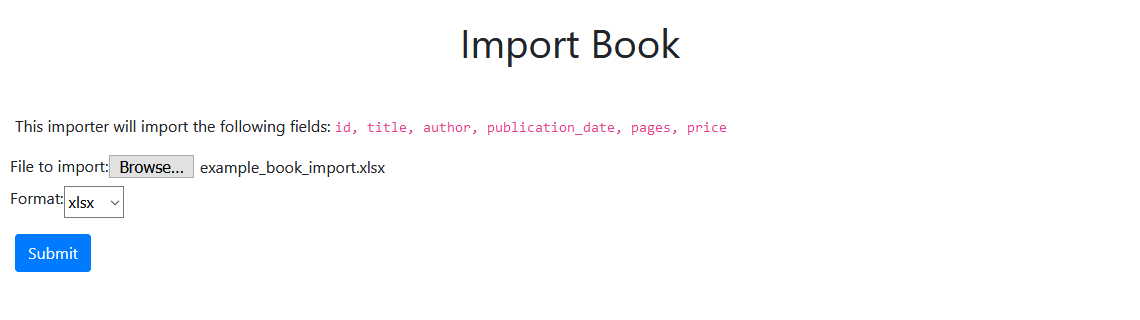 Import Book
This importer will import the following fields: id, title, author, publication_date, pages, price
File to import: Browse... example_book_import.xlsx
Format: xlsx
Submit